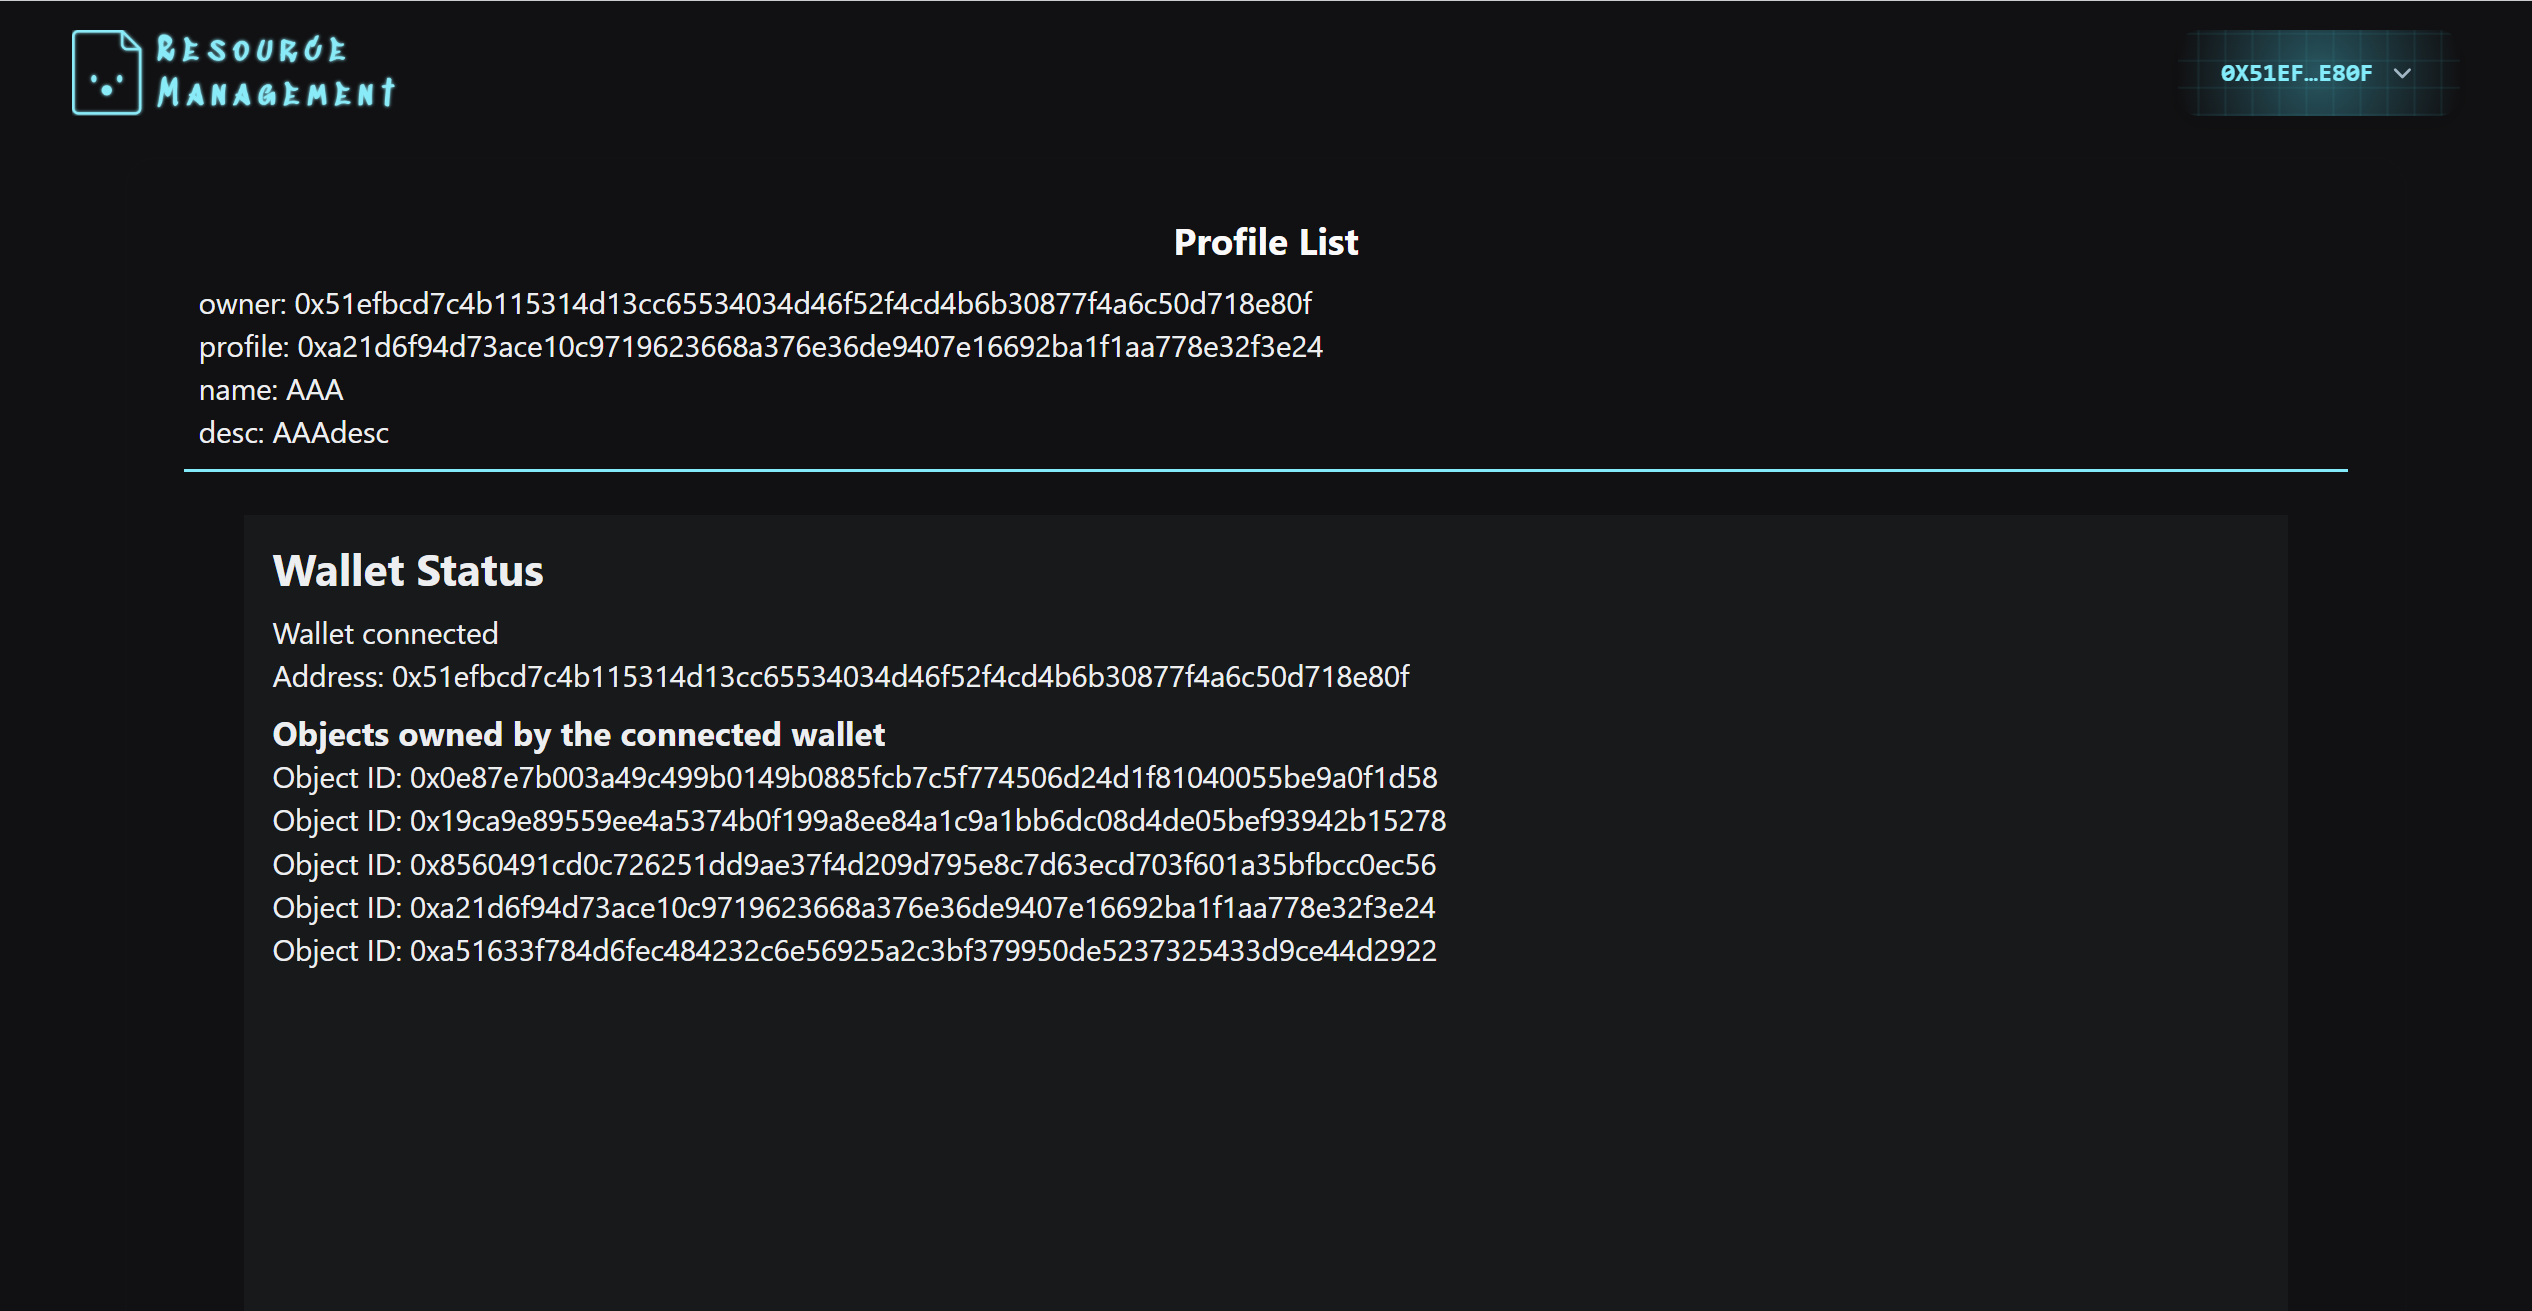 Resource
Management
0X51EF…E80F
Profile List
owner: 0x51efbcd7c4b115314d13cc65534034d46f52f4cd4b6b30877f4a6c50d718e80f
profile: 0xa21d6f94d73ace10c9719623668a376e36de9407e16692ba1f1aa778e32f3e24
name: AAA
desc: AAAdesc
Wallet Status
Wallet connected
Address: 0x51efbcd7c4b115314d13cc65534034d46f52f4cd4b6b30877f4a6c50d718e80f
Objects owned by the connected wallet
Object ID: 0x0e87e7b003a49c499b0149b0885fcb7c5f774506d24d1f81040055be9a0f1d58
Object ID: 0x19ca9e89559ee4a5374b0f199a8ee84a1c9a1bb6dc08d4de05bef93942b15278
Object ID: 0x8560491cd0c726251dd9ae37f4d209d795e8c7d63ecd703f601a35bfbcc0ec56
Object ID: 0xa21d6f94d73ace10c9719623668a376e36de9407e16692ba1f1aa778e32f3e24
Object ID: 0xa51633f784d6fec484232c6e56925a2c3bf379950de5237325433d9ce44d2922